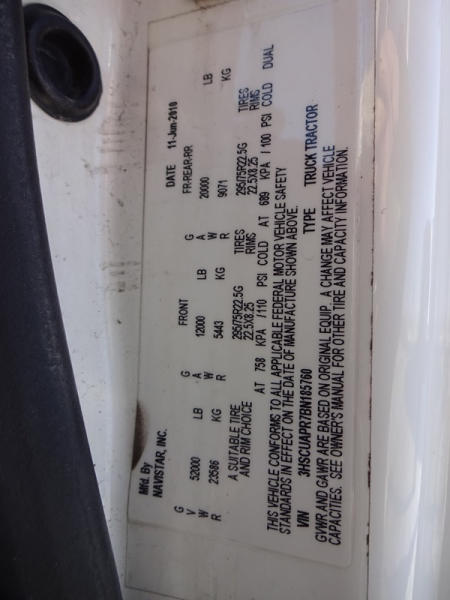 Mfd. By
NAVISTAR, INC.
DATE 11-Jun-2010
G V W R
52000 LB
23586 KG
G A W R
FRONT
12000 LB
5443 KG
G A W R
FR-REAR-RR
20000 LB
9071 KG
A SUITABLE TIRE
AND RIM CHOICE
295/75R22.5G TIRES
22.5X8.25 RIMS
AT 758 KPA /110 PSI COLD
295/75R22.5G TIRES
22.5X8.25 RIMS
AT 689 KPA /100 PSI COLD DUAL
THIS VEHICLE CONFORMS TO ALL APPLICABLE FEDERAL MOTOR VEHICLE SAFETY
STANDARDS IN EFFECT ON THE DATE OF MANUFACTURE SHOWN ABOVE.
VIN 3HSCUAPR7BN185760 TYPE TRUCK TRACTOR
GVWR AND GAWR ARE BASED ON ORIGINAL EQUIP. A CHANGE MAY AFFECT VEHICLE
CAPACITIES. SEE OWNER'S MANUAL FOR OTHER TIRE AND CAPACITY INFORMATION.